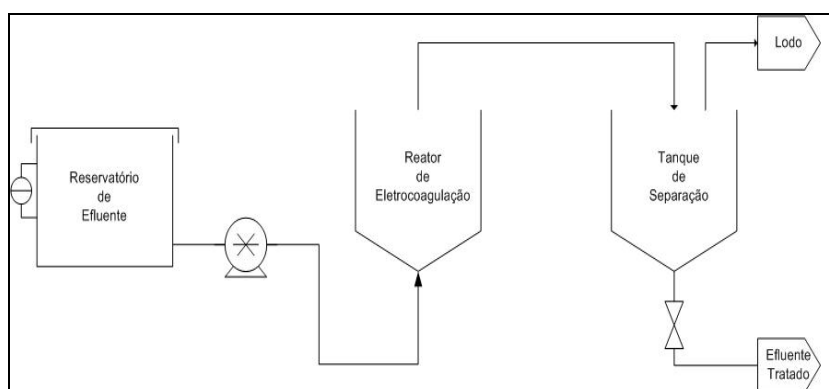 Reservatório
de
Efluente
Reator
de
Eletrocoagulação
Tanque
de
Separação
Lodo
Efluente
Tratado